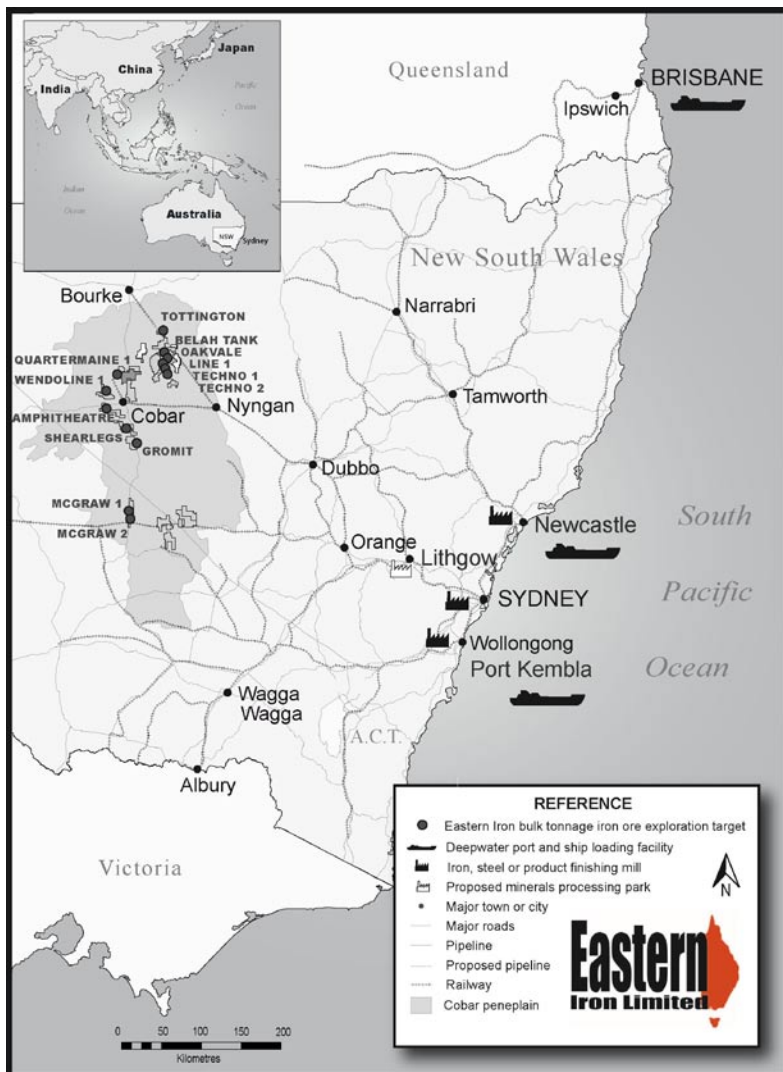 Japan
China
India
Pacific
Ocean
Indian
Ocean
Australia
NSW
Sydney
Queensland
BRISBANE
Ipswich
New South Wales
Bourke
Narrabri
TOTTINGTON
BELAH TANK
OAKVALE
LINE 1
TECHNO 1
TECHNO 2
QUARTERMAINE 1
WENDOLINE 1
AMPHITHEATRE
SHEARLEGS
GROMIT
Cobar
Nyngan
Tamworth
Dubbo
MCGRAW 1
MCGRAW 2
Newcastle
Orange
Lithgow
SYDNEY
Wollongong
Port Kembla
South
Pacific
Ocean
Wagga
Wagga
A.C.T.
Albury
Victoria
REFERENCE
Eastern Iron bulk tonnage iron ore exploration target
Deepwater port and ship loading facility
Iron, steel or product finishing mill
Proposed minerals processing park
Major town or city
Major roads
Pipeline
Proposed pipeline
Railway
Cobar peneplain
N
Eastern
Iron Limited
0 50 100 150 200
Kilometres